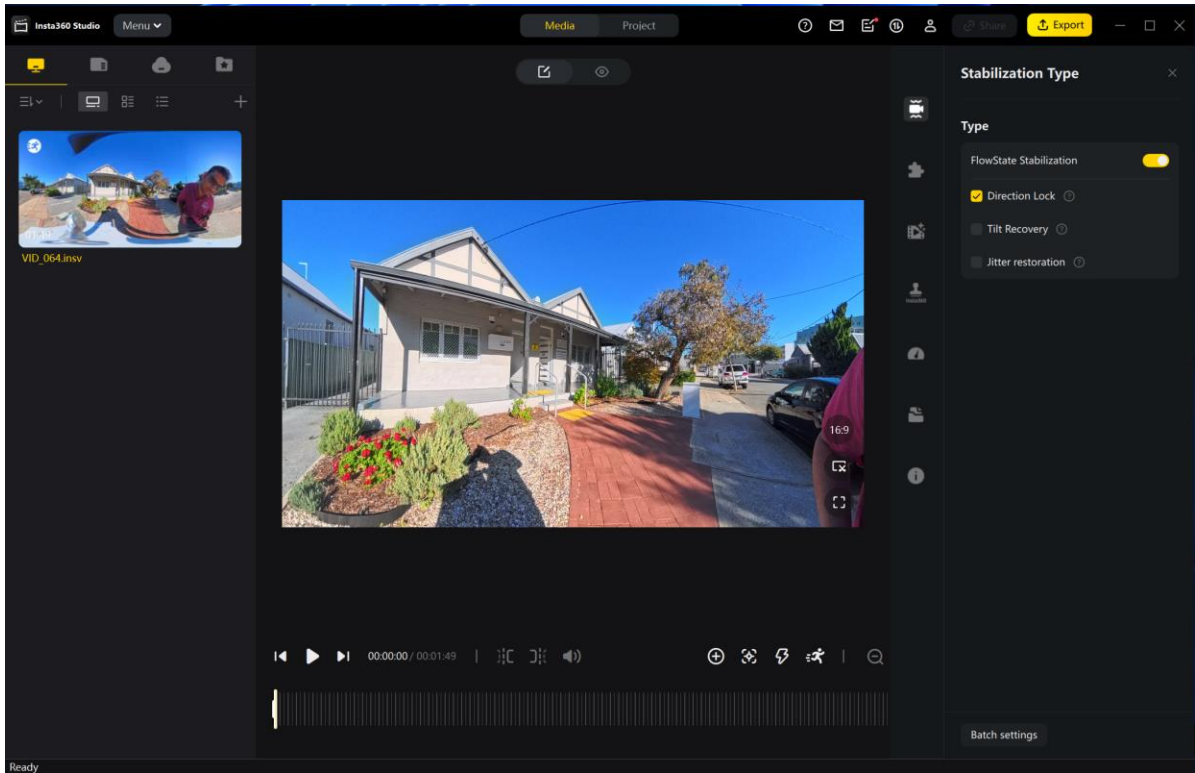 Insta360 Studio
Menu
Media
Project
Share
Export
Stabilization Type
Type
FlowState Stabilization
Direction Lock
Tilt Recovery
Jitter restoration
VID_064.insv
Insta360
16:9
00:00:00 / 00:01:49
Batch settings
Ready